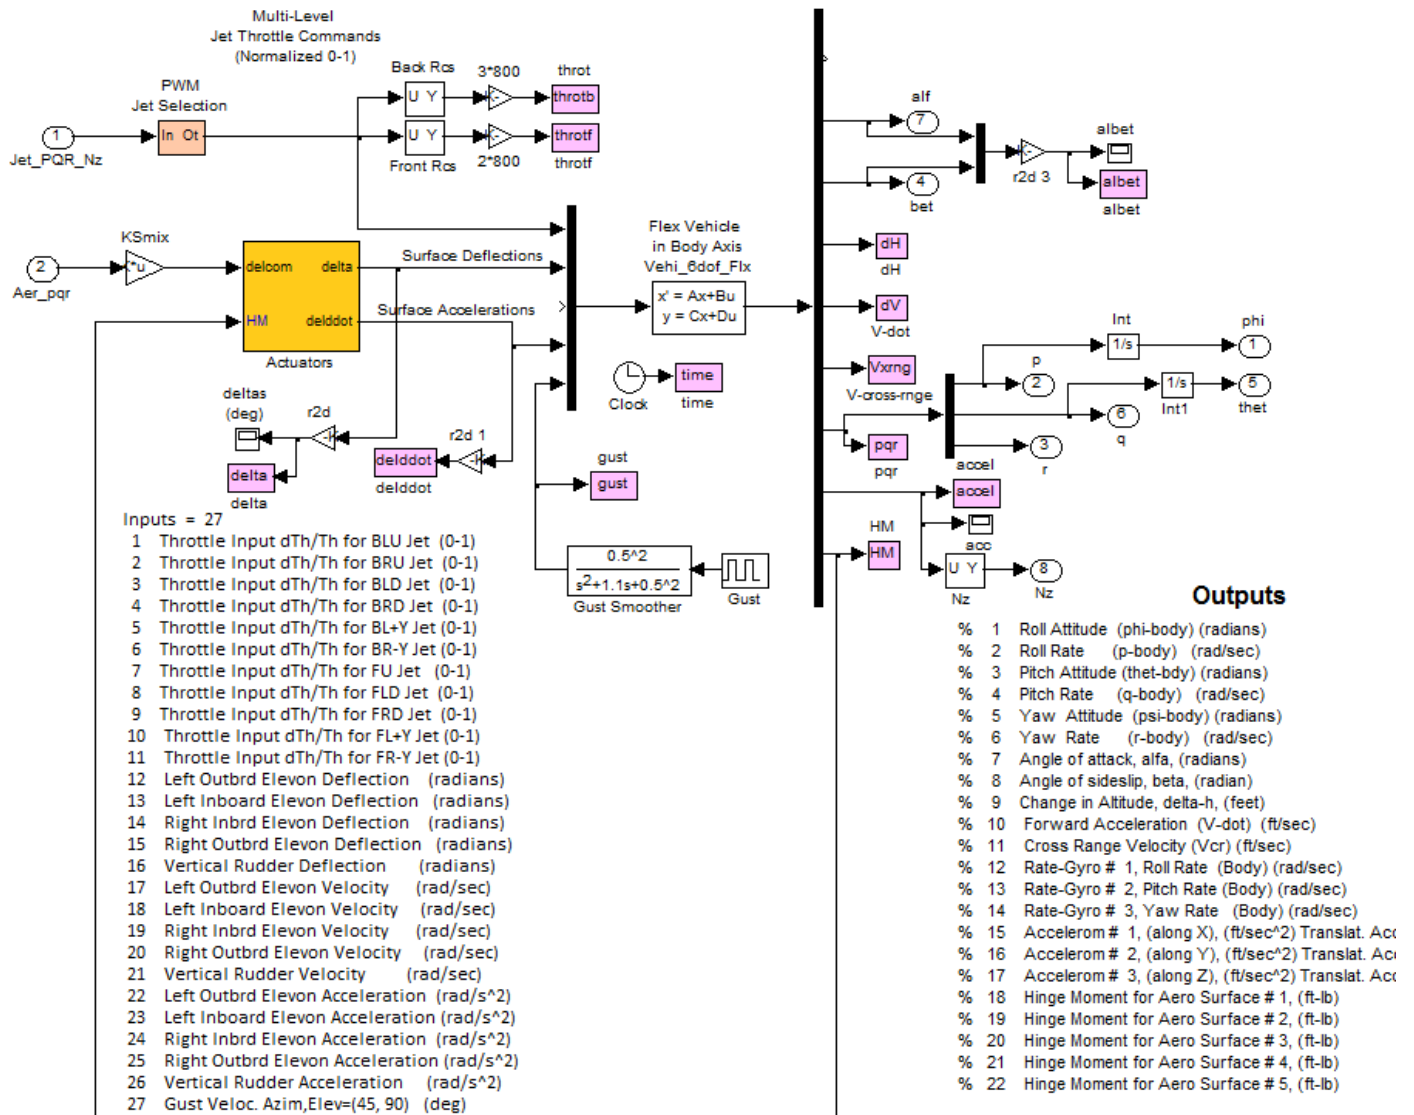 Multi-Level
Jet Throttle Commands
(Normalized 0-1)
PWM
Jet Selection
1
Jet_PQR_Nz
In Ot
Back Rcs
U Y
3*800
throt
throtb
U Y
Front Rcs
2*800
throtf
throtf
KSmix
2
Aer_pqr
*u
delcom
delta
HM
delddot
Actuators
Surface Deflections
Surface Accelerations
Flex Vehicle
in Body Axis
Vehi_6dof_Flx
x' = Ax+Bu
y = Cx+Du
Clock
time
time
deltas
(deg)
r2d
delta
delta
r2d 1
delddot
delddot
gust
gust
0.5^2
s^2+1.1s+0.5^2
Gust Smoother
Gust
alf
7
4
bet
r2d 3
albet
albet
albet
dH
dH
dV
V-dot
Vxrng
V-cross-rnge
pqr
pqr
p
2
Int
1/s
phi
1
1/s
Int1
5
thet
6
q
3
r
accel
accel
acc
HM
HM
U Y
Nz
8
Nz
Inputs = 27
1 Throttle Input dTh/Th for BLU Jet (0-1)
2 Throttle Input dTh/Th for BRU Jet (0-1)
3 Throttle Input dTh/Th for BLD Jet (0-1)
4 Throttle Input dTh/Th for BRD Jet (0-1)
5 Throttle Input dTh/Th for BL+Y Jet (0-1)
6 Throttle Input dTh/Th for BR-Y Jet (0-1)
7 Throttle Input dTh/Th for FU Jet (0-1)
8 Throttle Input dTh/Th for FLD Jet (0-1)
9 Throttle Input dTh/Th for FRD Jet (0-1)
10 Throttle Input dTh/Th for FL+Y Jet (0-1)
11 Throttle Input dTh/Th for FR-Y Jet (0-1)
12 Left Outbrd Elevon Deflection (radians)
13 Left Inboard Elevon Deflection (radians)
14 Right Inbrd Elevon Deflection (radians)
15 Right Outbrd Elevon Deflection (radians)
16 Vertical Rudder Deflection (radians)
17 Left Outbrd Elevon Velocity (rad/sec)
18 Left Inboard Elevon Velocity (rad/sec)
19 Right Inbrd Elevon Velocity (rad/sec)
20 Right Outbrd Elevon Velocity (rad/sec)
21 Vertical Rudder Velocity (rad/sec)
22 Left Outbrd Elevon Acceleration (rad/s^2)
23 Left Inboard Elevon Acceleration (rad/s^2)
24 Right Inbrd Elevon Acceleration (rad/s^2)
25 Right Outbrd Elevon Acceleration (rad/s^2)
26 Vertical Rudder Acceleration (rad/s^2)
27 Gust Veloc. Azim,Elev=(45, 90) (deg)
Outputs
% 1 Roll Attitude (phi-body) (radians)
% 2 Roll Rate (p-body) (rad/sec)
% 3 Pitch Attitude (thet-bdy) (radians)
% 4 Pitch Rate (q-body) (rad/sec)
% 5 Yaw Attitude (psi-body) (radians)
% 6 Yaw Rate (r-body) (rad/sec)
% 7 Angle of attack, alfa, (radians)
% 8 Angle of sideslip, beta, (radian)
% 9 Change in Altitude, delta-h, (feet)
% 10 Forward Acceleration (V-dot) (ft/sec)
% 11 Cross Range Velocity (Vcr) (ft/sec)
% 12 Rate-Gyro # 1, Roll Rate (Body) (rad/sec)
% 13 Rate-Gyro # 2, Pitch Rate (Body) (rad/sec)
% 14 Rate-Gyro # 3, Yaw Rate (Body) (rad/sec)
% 15 Accelerom # 1, (along X), (ft/sec^2) Translat. Acc
% 16 Accelerom # 2, (along Y), (ft/sec^2) Translat. Acc
% 17 Accelerom # 3, (along Z), (ft/sec^2) Translat. Acc
% 18 Hinge Moment for Aero Surface # 1, (ft-lb)
% 19 Hinge Moment for Aero Surface # 2, (ft-lb)
% 20 Hinge Moment for Aero Surface # 3, (ft-lb)
% 21 Hinge Moment for Aero Surface # 4, (ft-lb)
% 22 Hinge Moment for Aero Surface # 5, (ft-lb)